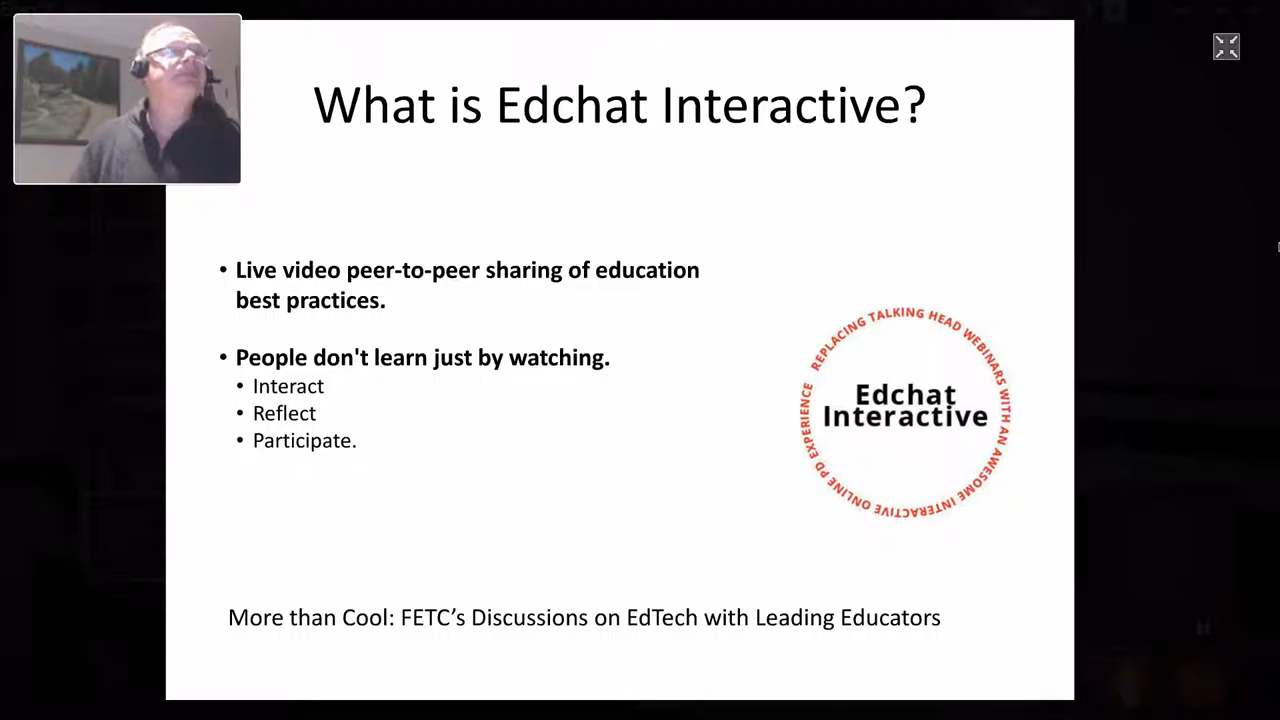 What is Edchat Interactive?
• Live video peer-to-peer sharing of education
best practices.
• People don't learn just by watching.
• Interact
• Reflect
• Participate.
REPLACING TALKING HEAD WEBINARS WITH AN AWESOME INTERACTIVE ONLINE PD EXPERIENCE
Edchat
Interactive
More than Cool: FETC’s Discussions on EdTech with Leading Educators